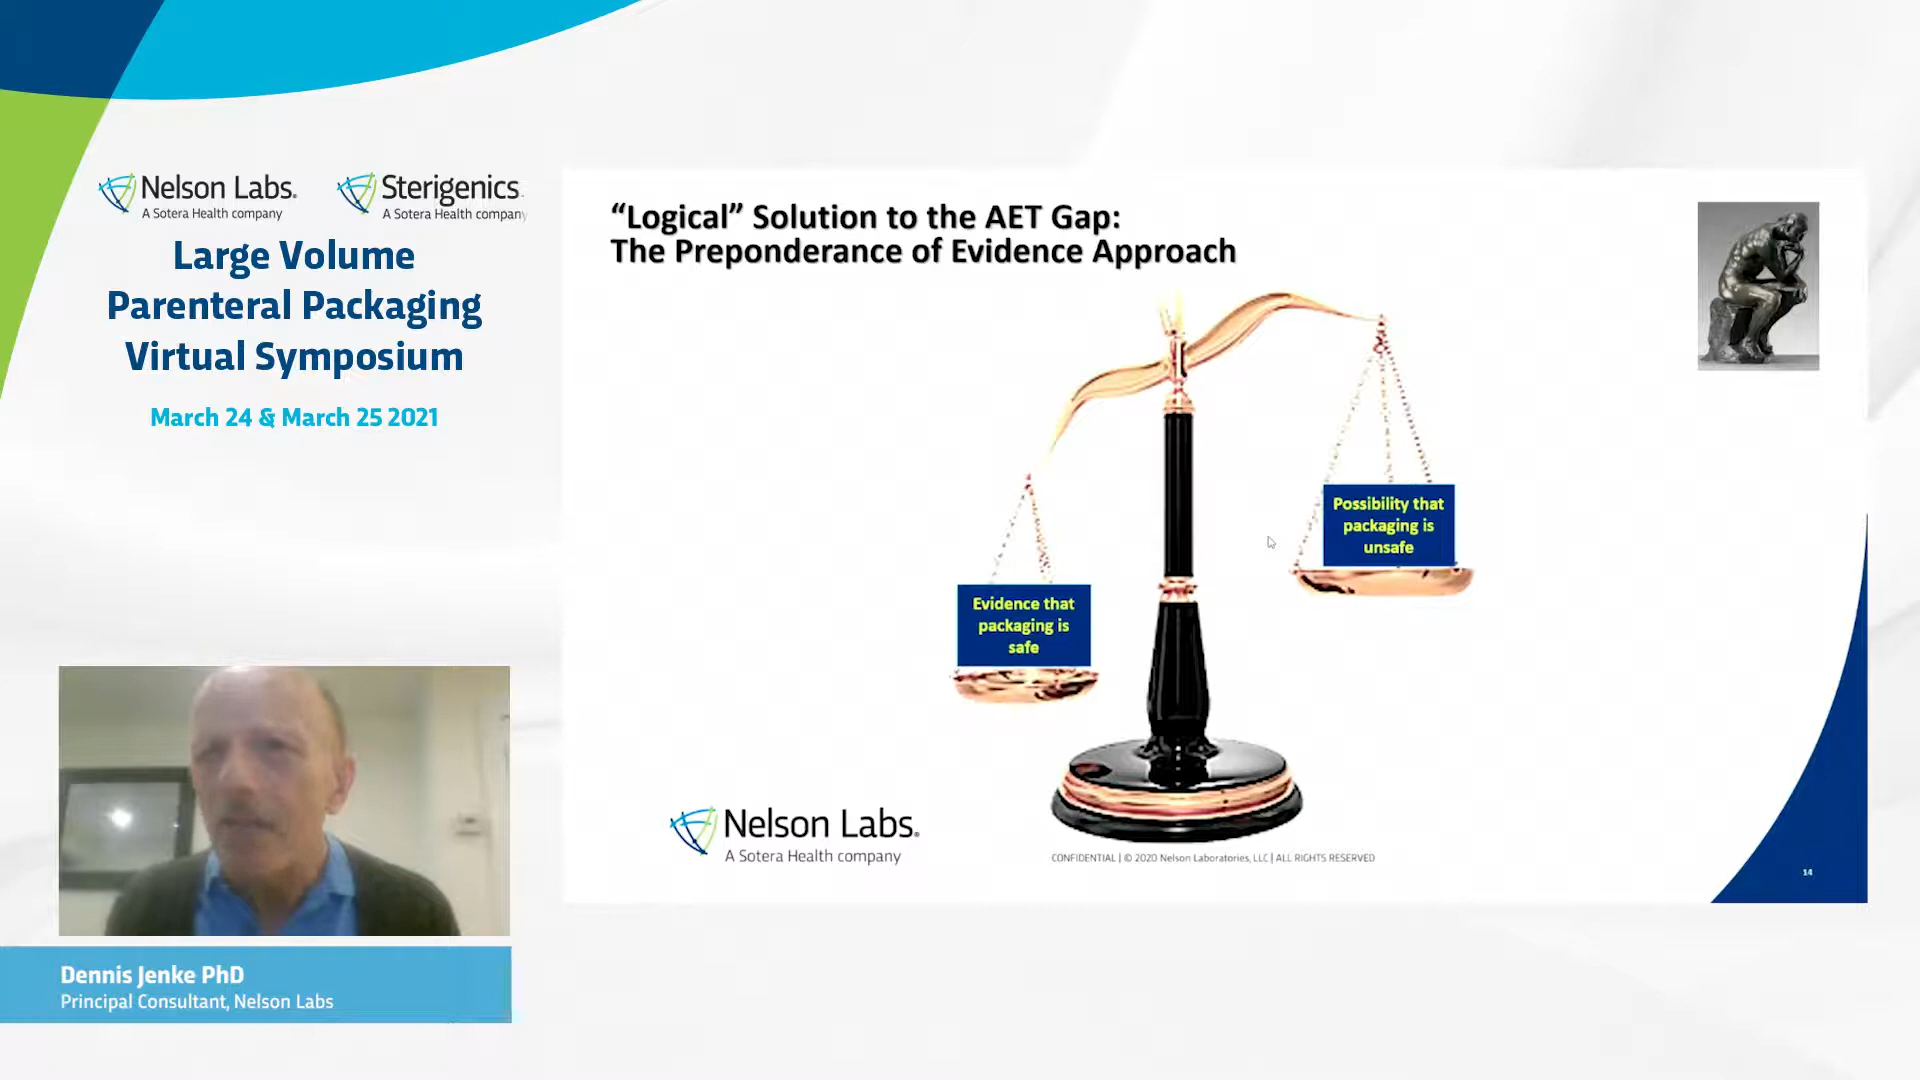 Nelson Labs.
A Sotera Health company
Sterigenics
A Sotera Health company
Large Volume
Parenteral Packaging
Virtual Symposium
March 24 & March 25 2021
“Logical” Solution to the AET Gap:
The Preponderance of Evidence Approach
Possibility that
packaging is
unsafe
Evidence that
packaging is
safe
Nelson Labs.
A Sotera Health company
CONFIDENTIAL | © 2020 Nelson Laboratories, LLC | ALL RIGHTS RESERVED
14
Dennis Jenke PhD
Principal Consultant, Nelson Labs